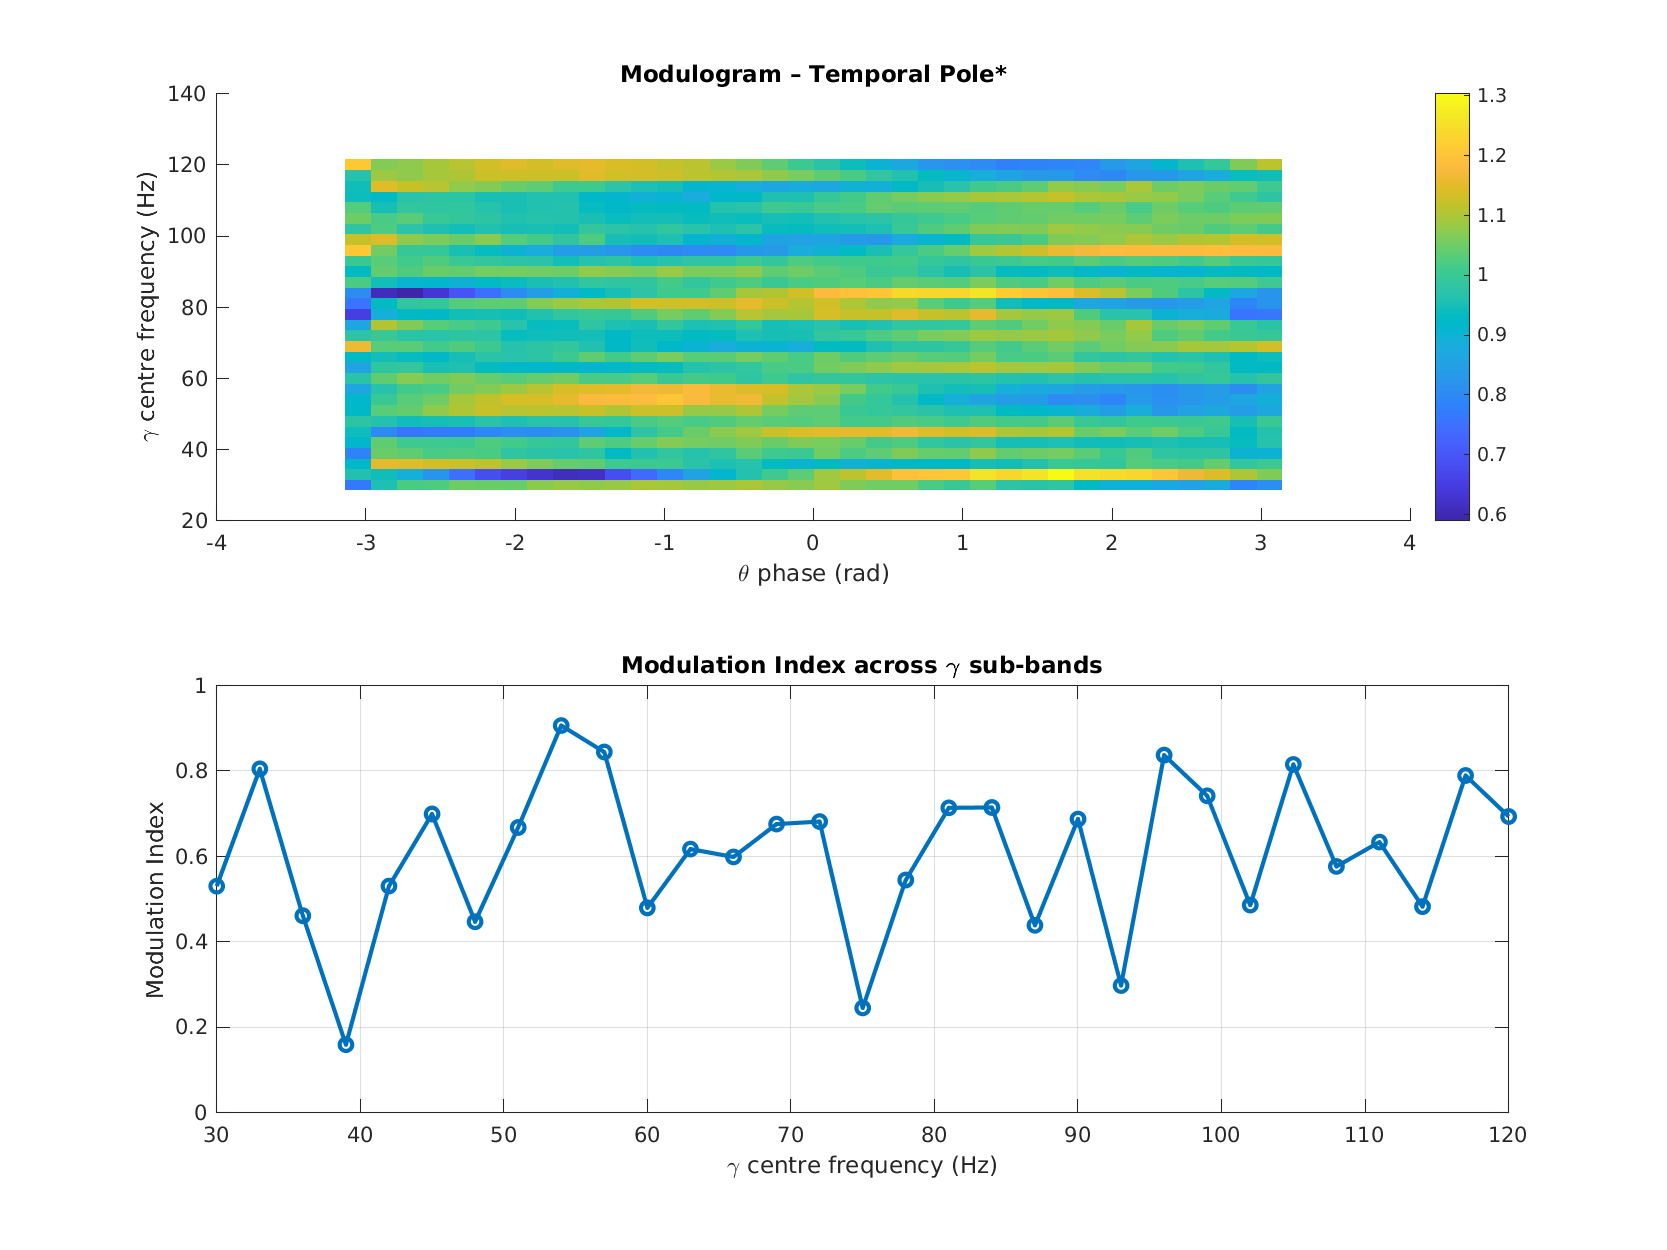 Modulogram – Temporal Pole*
γ centre frequency (Hz)
140
120
100
80
60
40
20
-4 -3 -2 -1 0 1 2 3 4
θ phase (rad)
1.3
1.2
1.1
1
0.9
0.8
0.7
0.6
Modulation Index across γ sub-bands
Modulation Index
1
0.8
0.6
0.4
0.2
0
30 40 50 60 70 80 90 100 110 120
γ centre frequency (Hz)